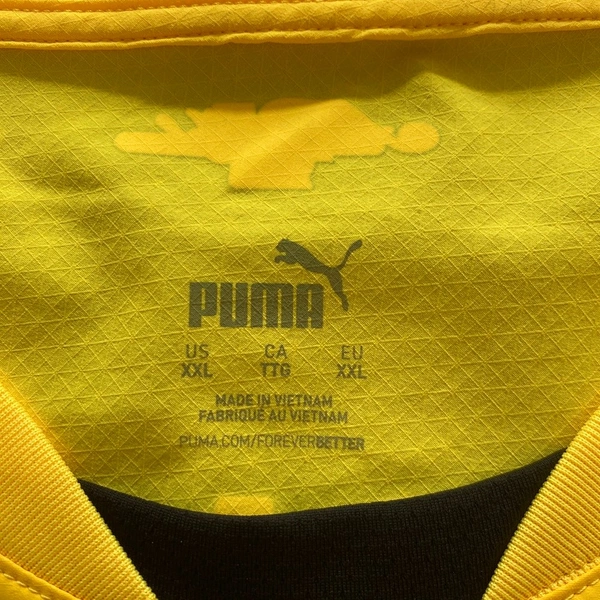 PUMA
US CA EU
XXL TTG XXL
MADE IN VIETNAM
FABRIQUÉ AU VIETNAM
PUMA.COM/FOREVERBETTER